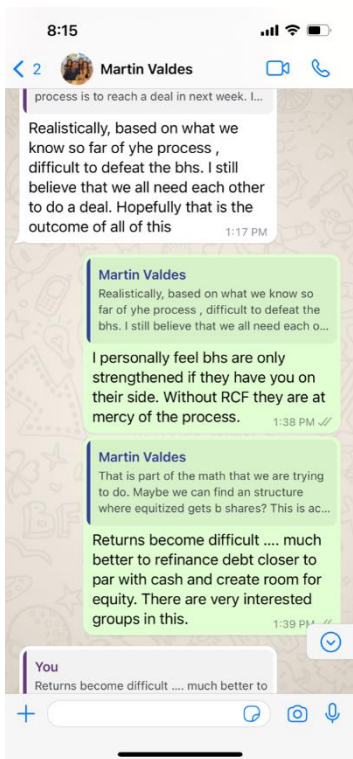 8:15
2
Martin Valdes
process is to reach a deal in next week. I...
Realistically, based on what we
know so far of yhe process ,
difficult to defeat the bhs. I still
believe that we all need each other
to do a deal. Hopefully that is the
outcome of all of this
1:17 PM
Martin Valdes
Realistically, based on what we know so
far of yhe process , difficult to defeat the
bhs. I still believe that we all need each o...
I personally feel bhs are only
strengthened if they have you on
their side. Without RCF they are at
mercy of the process.
1:38 PM
Martin Valdes
That is part of the math that we are trying
to do. Maybe we can find an structure
where equitized gets b shares? This is ac...
Returns become difficult .... much
better to refinance debt closer to
par with cash and create room for
equity. There are very interested
groups in this.
1:39 PM
You
Returns become difficult .... much better to